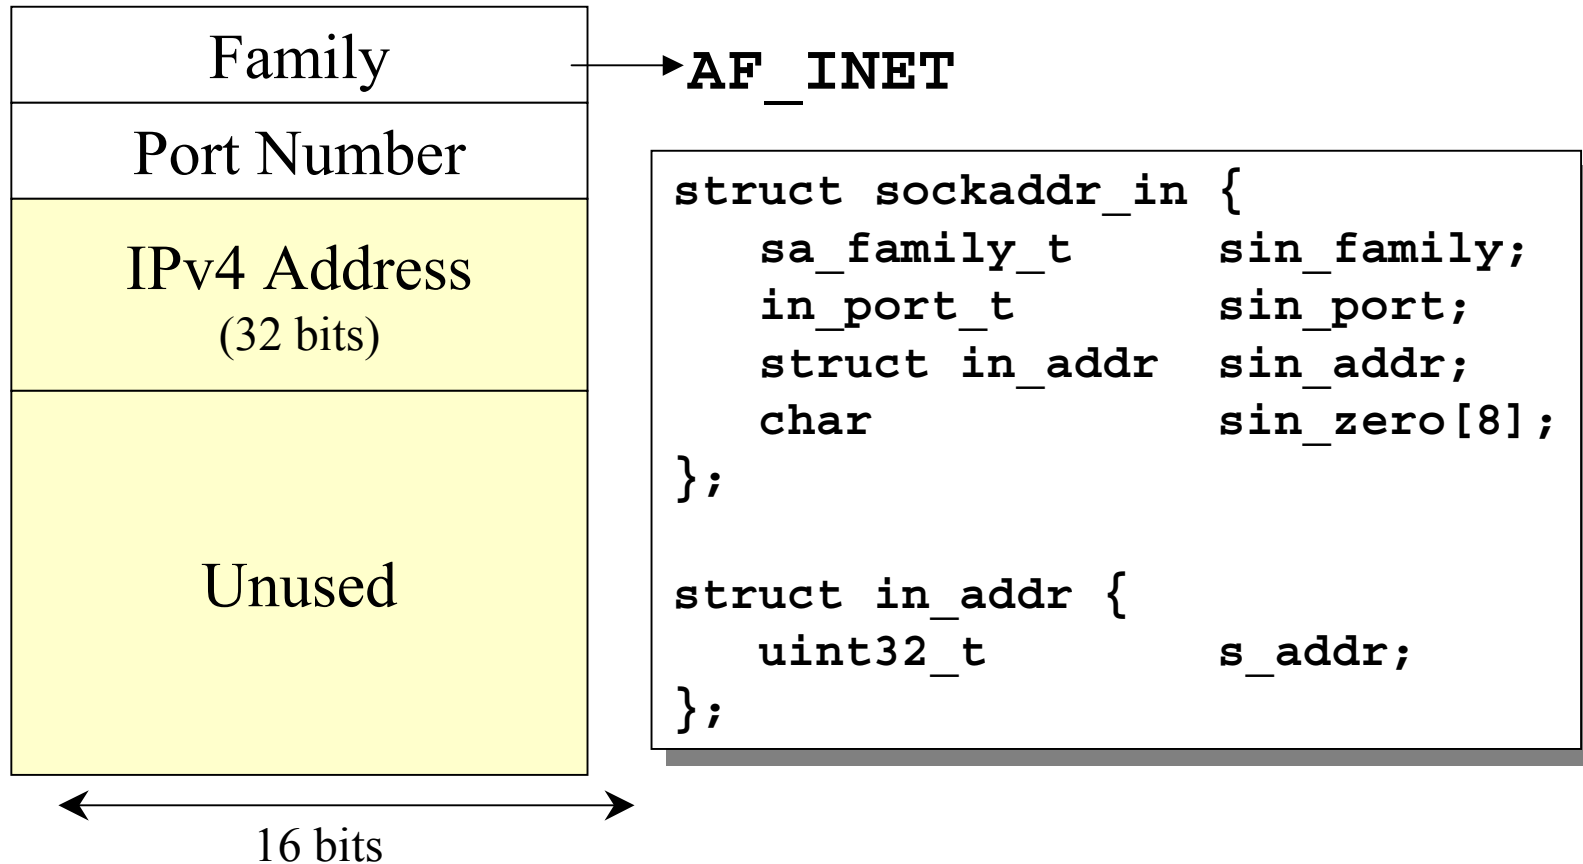 Family
AF_INET
Port Number
IPv4 Address
(32 bits)
Unused
16 bits
struct sockaddr_in {
   sa_family_t     sin_family;
   in_port_t       sin_port;
   struct in_addr  sin_addr;
   char            sin_zero[8];
};
struct in_addr {
   uint32_t        s_addr;
};